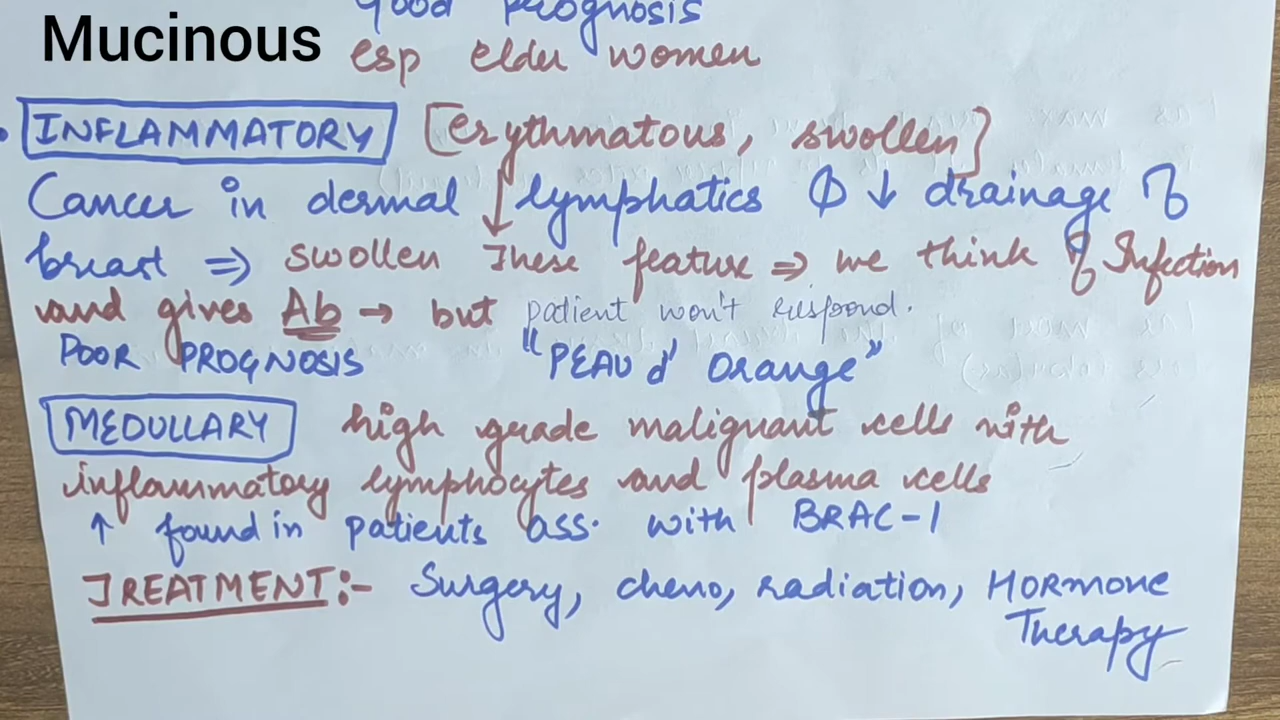 Good Prognosis
Mucinous
esp elder women
INFLAMMATORY [erythmatous, swollen]
Cancer in dermal lymphatics ↓ drainage of
breast ⇒ swollen These feature ⇒ we think of Infection
and gives Ab → but patient won't respond.
POOR PROGNOSIS "PEAU d' Orange"
MEDULLARY high grade malignant cells with
inflammatory lymphocytes and plasma cells
↑ found in patients ass. with BRAC-1
TREATMENT:- Surgery, chemo, radiation, HORMONE
Therapy